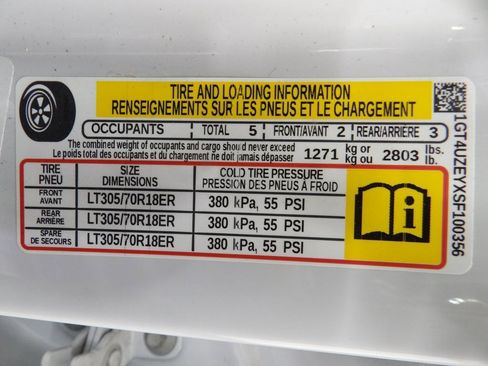 TIRE AND LOADING INFORMATION
RENSEIGNEMENTS SUR LES PNEUS ET LE CHARGEMENT
OCCUPANTS TOTAL 5 FRONT/AVANT 2 REAR/ARRIÈRE 3
The combined weight of occupants and cargo should never exceed
Le poids total des occupants et du chargement ne doit jamais dépasser
1271 kg or kg ou 2803 lbs. lb.
TIRE PNEU SIZE DIMENSIONS COLD TIRE PRESSURE PRESSION DES PNEUS À FROID
FRONT AVANT LT305/70R18ER 380 kPa, 55 PSI
REAR ARRIÈRE LT305/70R18ER 380 kPa, 55 PSI
SPARE DE SECOURS LT305/70R18ER 380 kPa, 55 PSI
i
1GT4UZEYXSF100356